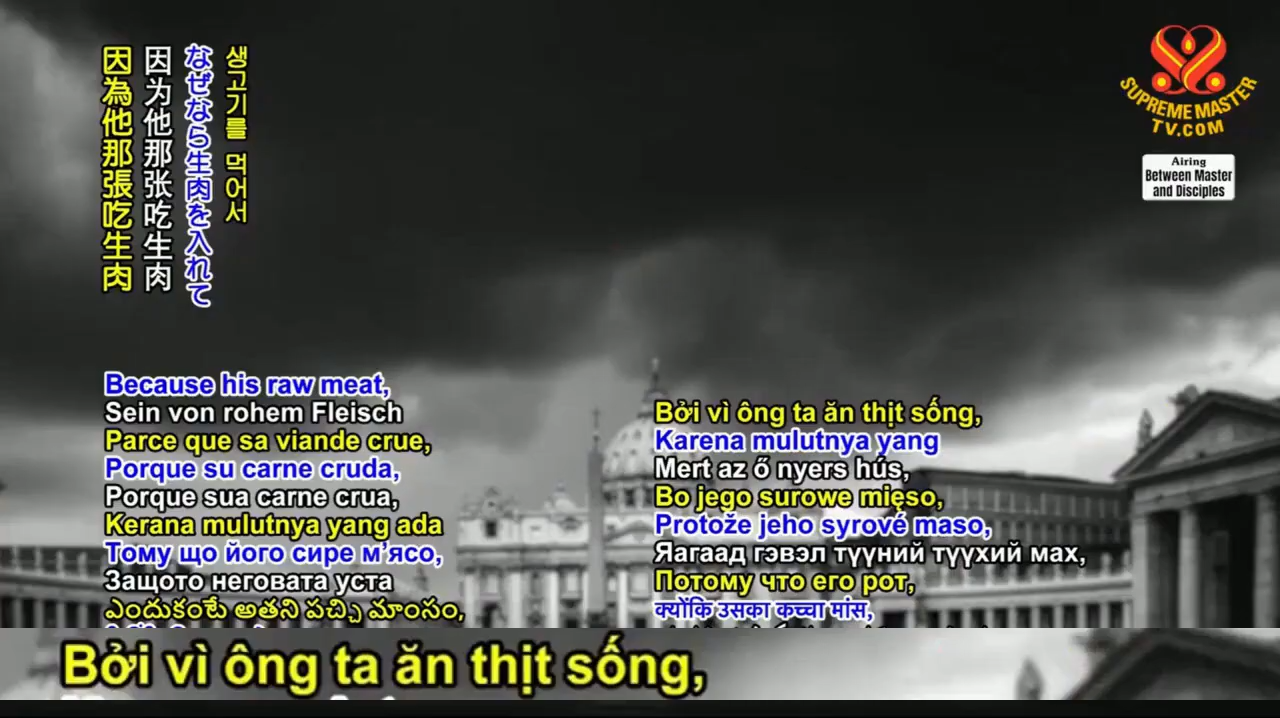 因為他那張吃生肉
因为他那张吃生肉
なぜなら生肉を入れて
생고기를 먹어서
SUPREME MASTER
TV.COM
Airing
Between Master
and Disciples
Because his raw meat,
Sein von rohem Fleisch
Parce que sa viande crue,
Porque su carne cruda,
Porque sua carne crua,
Kerana mulutnya yang ada
Тому що його сире м’ясо,
Защото неговата уста
ఎందుకంటే అతని పచ్చి మాంసం,
Bởi vì ông ta ăn thịt sống,
Karena mulutnya yang
Mert az ő nyers hús,
Bo jego surowe mięso,
Protože jeho syrové maso,
Яагаад гэвэл түүний түүхий мах,
Потому что его рот,
क्योंकि उसका कच्चा मांस,
Bởi vì ông ta ăn thịt sống,